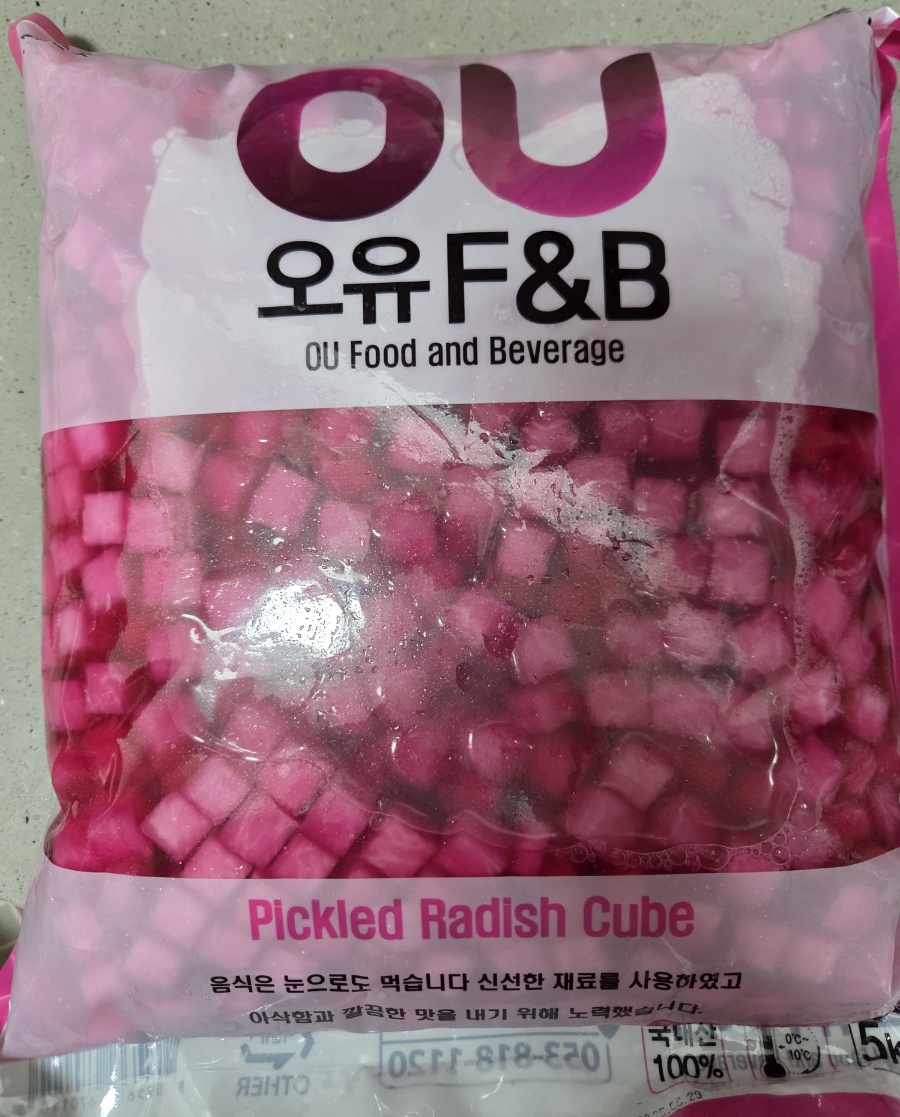 OU
오유F&B
OU Food and Beverage
Pickled Radish Cube
음식은 눈으로도 먹습니다 신선한 재료를 사용하였고
아삭함과 깔끔한 맛을 내기 위해 노력했습니다.
국내산
100%
0℃~
10℃
5k
053-818-1120
OTHER